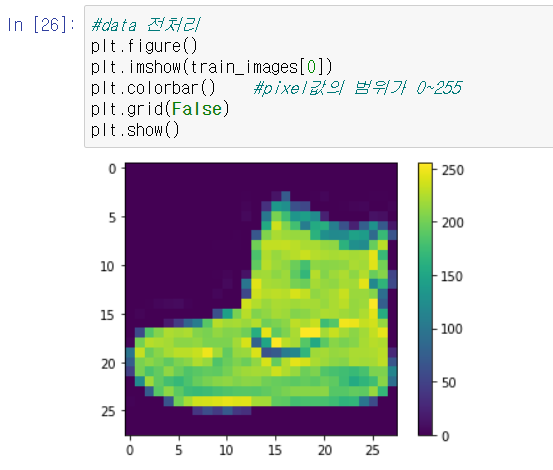 In [26]: #data 전처리
plt.figure()
plt.imshow(train_images[0])
plt.colorbar()    #pixel값의 범위가 0~255
plt.grid(False)
plt.show()
0
5
10
15
20
25
0 5 10 15 20 25
250
200
150
100
50
0